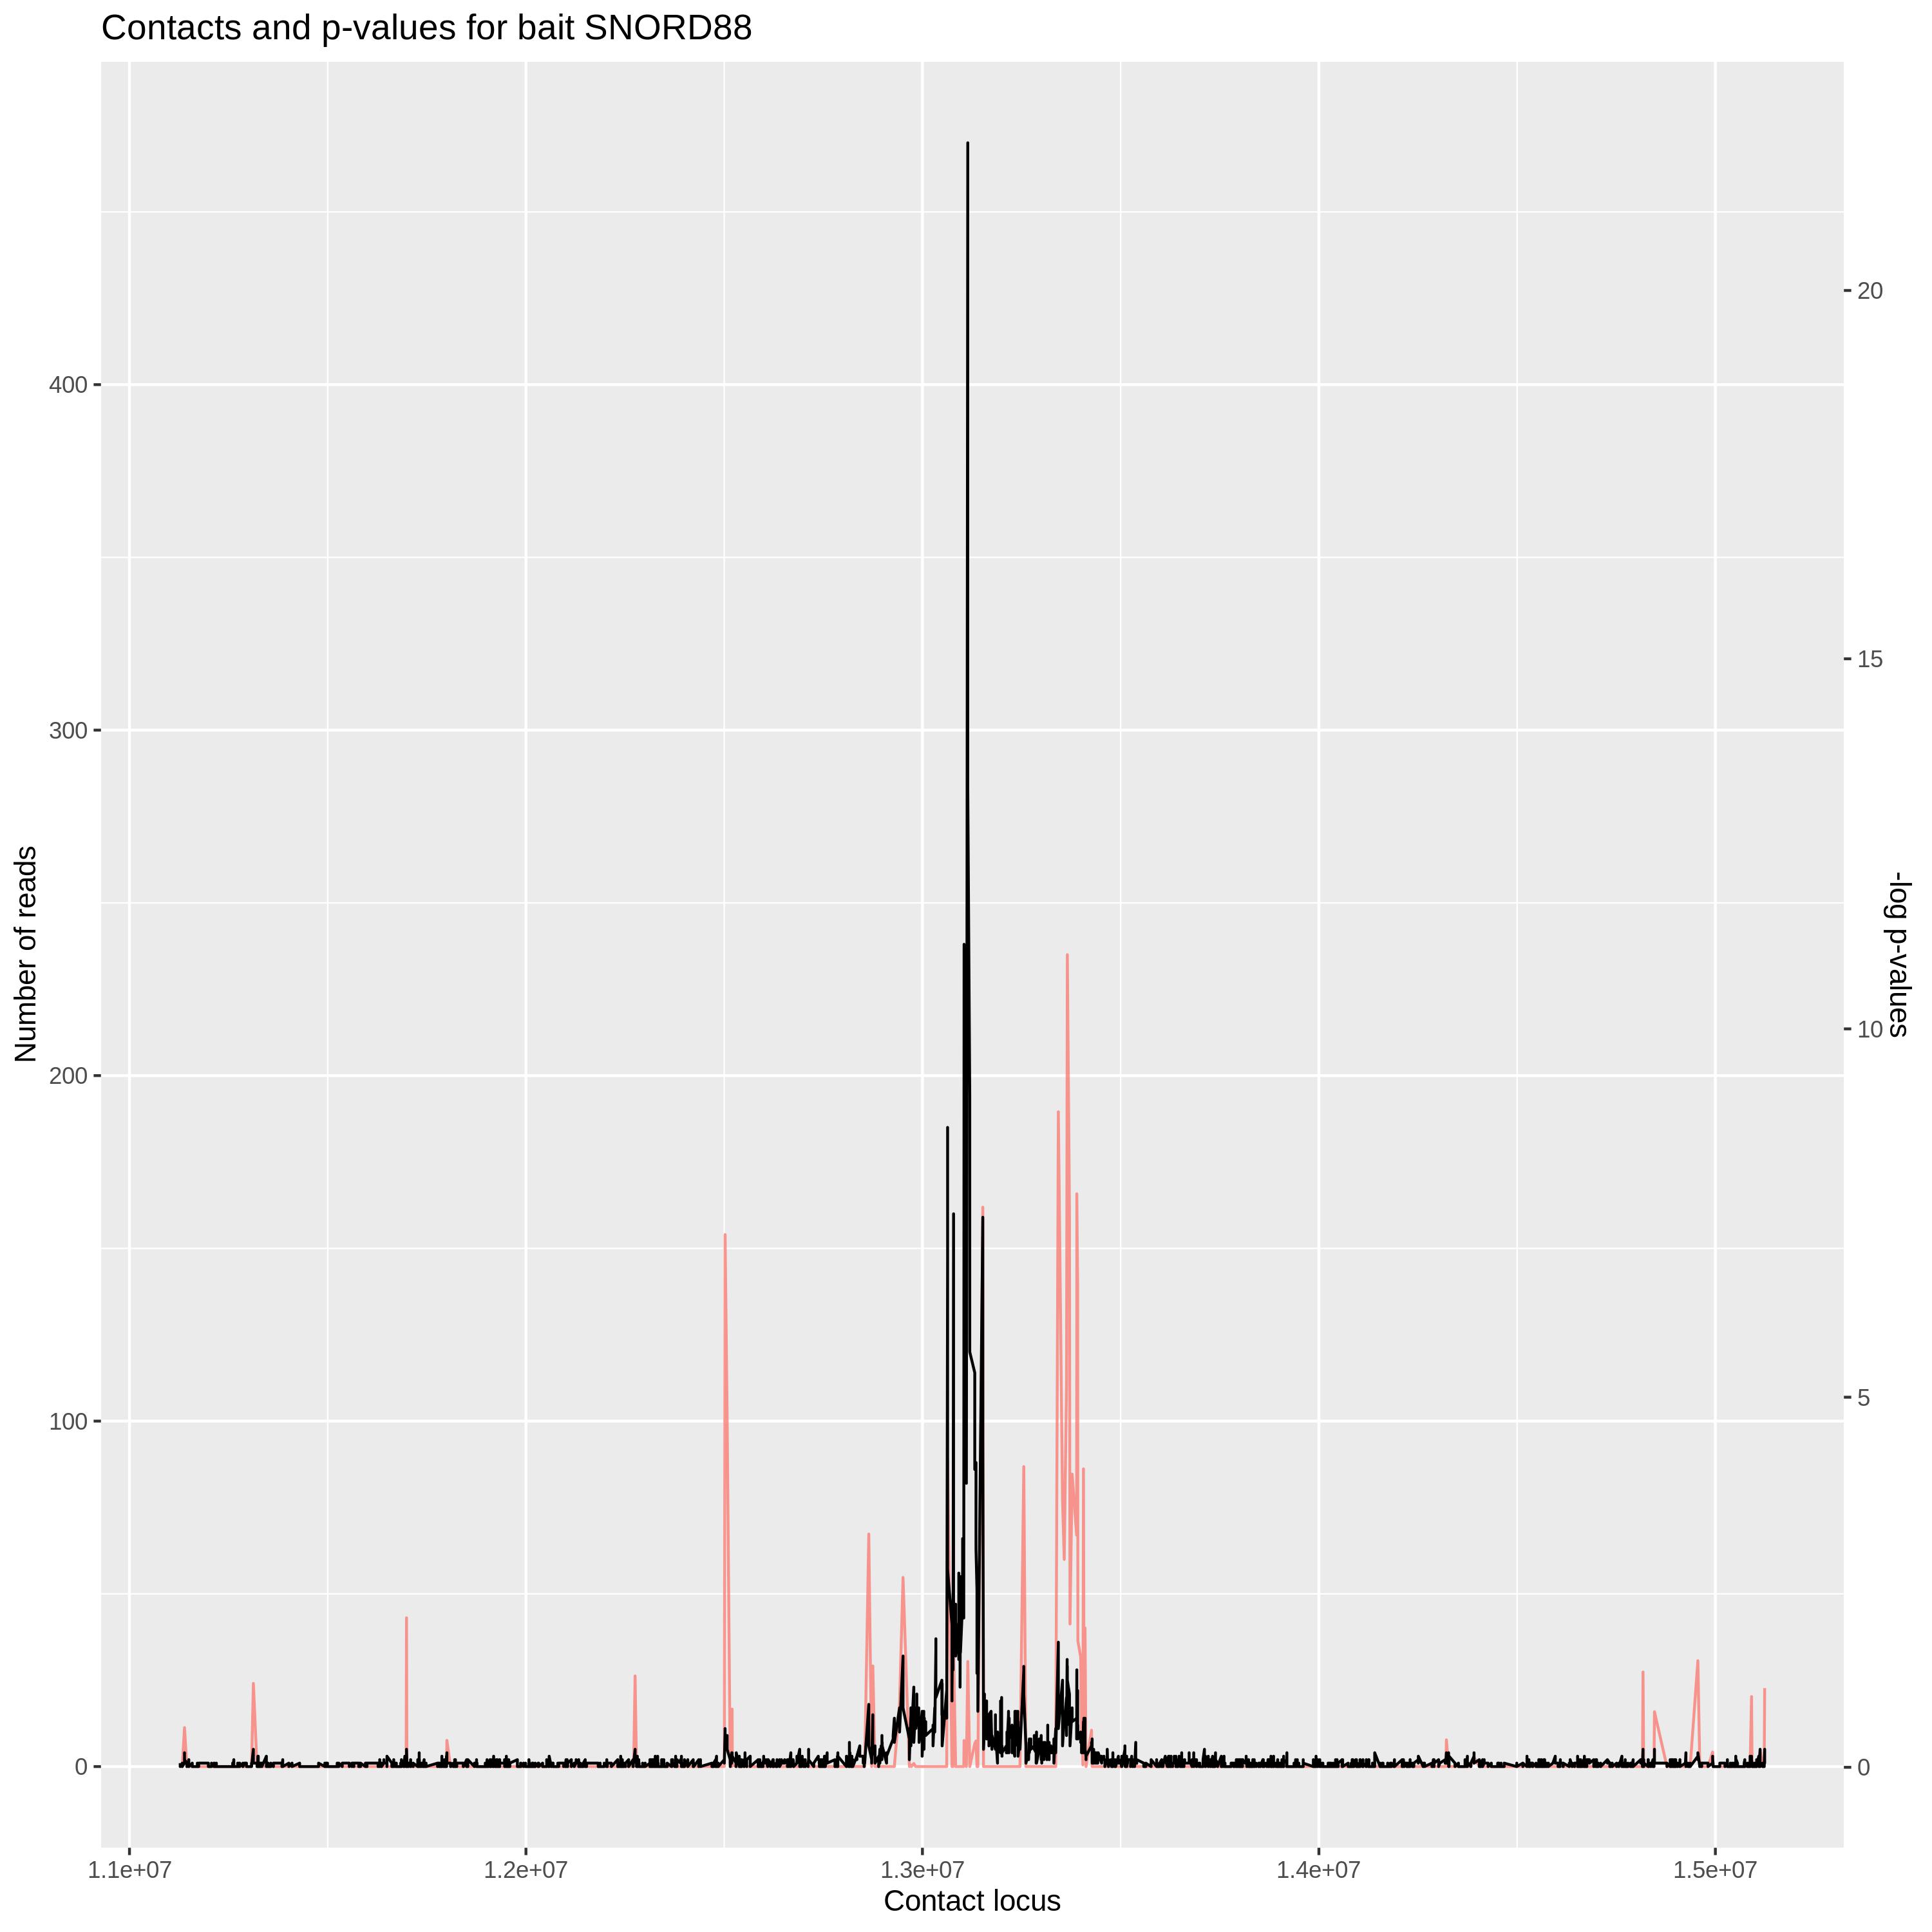 Contacts and p-values for bait SNORD88
Number of reads
400
300
200
100
0
20
15
10
5
0
-log p-values
1.1e+07
1.2e+07
1.3e+07
1.4e+07
1.5e+07
Contact locus